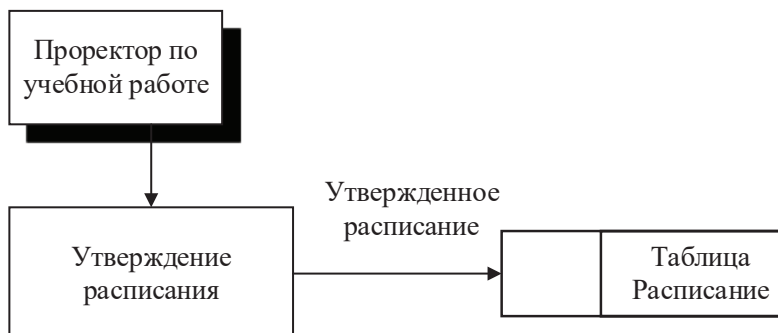 Проректор по
учебной работе
Утвержденное
расписание
Утверждение
расписания
Таблица
Расписание